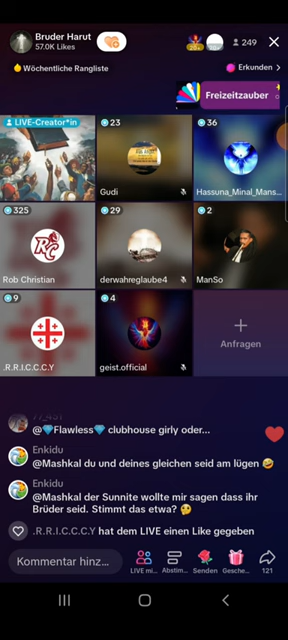 Bruder Harut
57.0K Likes
249
Wöchentliche Rangliste
Erkunden >
Freizeitzauber
LIVE-Creator*in
23
Gudi
36
Hassuna_Minal_Mans...
325
RC
Rob Christian
29
derwahreglaube4
2
ManSo
9
.R.R.I.C.C.C.Y
4
geist.official
+
Anfragen
@💎Flawless💎 clubhouse girly oder...
Enkidu
@Mashkal du und deines gleichen seid am lügen 🤣
Enkidu
@Mashkal der Sunnite wollte mir sagen dass ihr
Brüder seid. Stimmt das etwa? 🤔
.R.R.I.C.C.C.Y hat dem LIVE einen Like gegeben
Kommentar hinz...
LIVE mi...
Abstim...
Senden
Gesche...
121